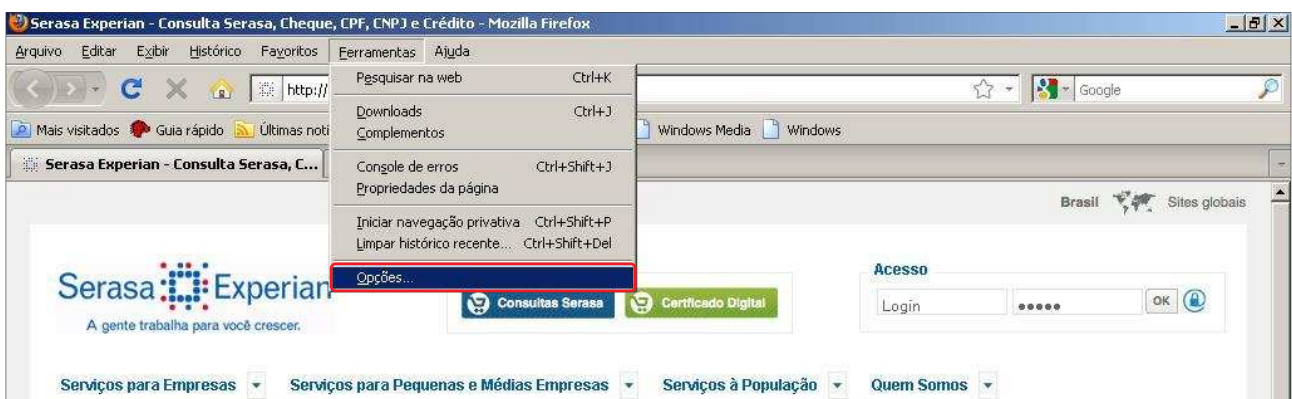 Serasa Experian - Consulta Serasa, Cheque, CPF, CNPJ e Crédito - Mozilla Firefox
Arquivo Editar Exibir Histórico Favoritos Ferramentas Ajuda
Pesquisar na web Ctrl+K
http://
Google
Downloads Ctrl+J
Mais visitados Guia rápido Últimas noti
Complementos
Windows Media Windows
Serasa Experian - Consulta Serasa, C...
Console de erros Ctrl+Shift+J
Propriedades da página
Brasil Sites globais
Iniciar navegação privativa Ctrl+Shift+P
Limpar histórico recente... Ctrl+Shift+Del
Opções...
Serasa Experian
A gente trabalha para você crescer.
Consultas Serasa Certificado Digital
Acesso
Login ••••• OK
Serviços para Empresas Serviços para Pequenas e Médias Empresas Serviços à População Quem Somos